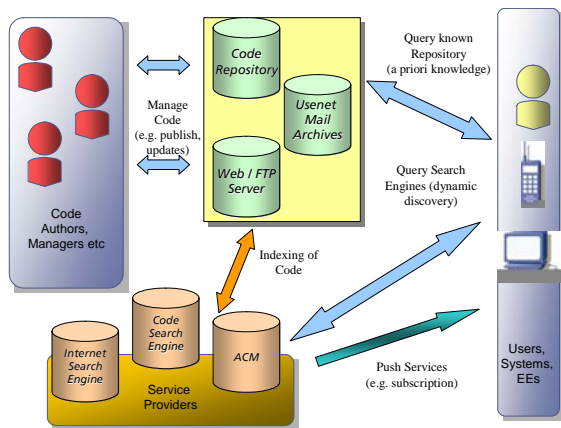 Code
Repository
Usenet
Mail
Archives
Web / FTP
Server
Manage
Code
(e.g. publish,
updates)
Code
Authors,
Managers etc
Query known
Repository
(a priori knowledge)
Query Search
Engines (dynamic
discovery)
Indexing of
Code
Code
Search
Engine
Internet
Search
Engine
ACM
Service
Providers
Push Services
(e.g. subscription)
Users,
Systems,
EEs